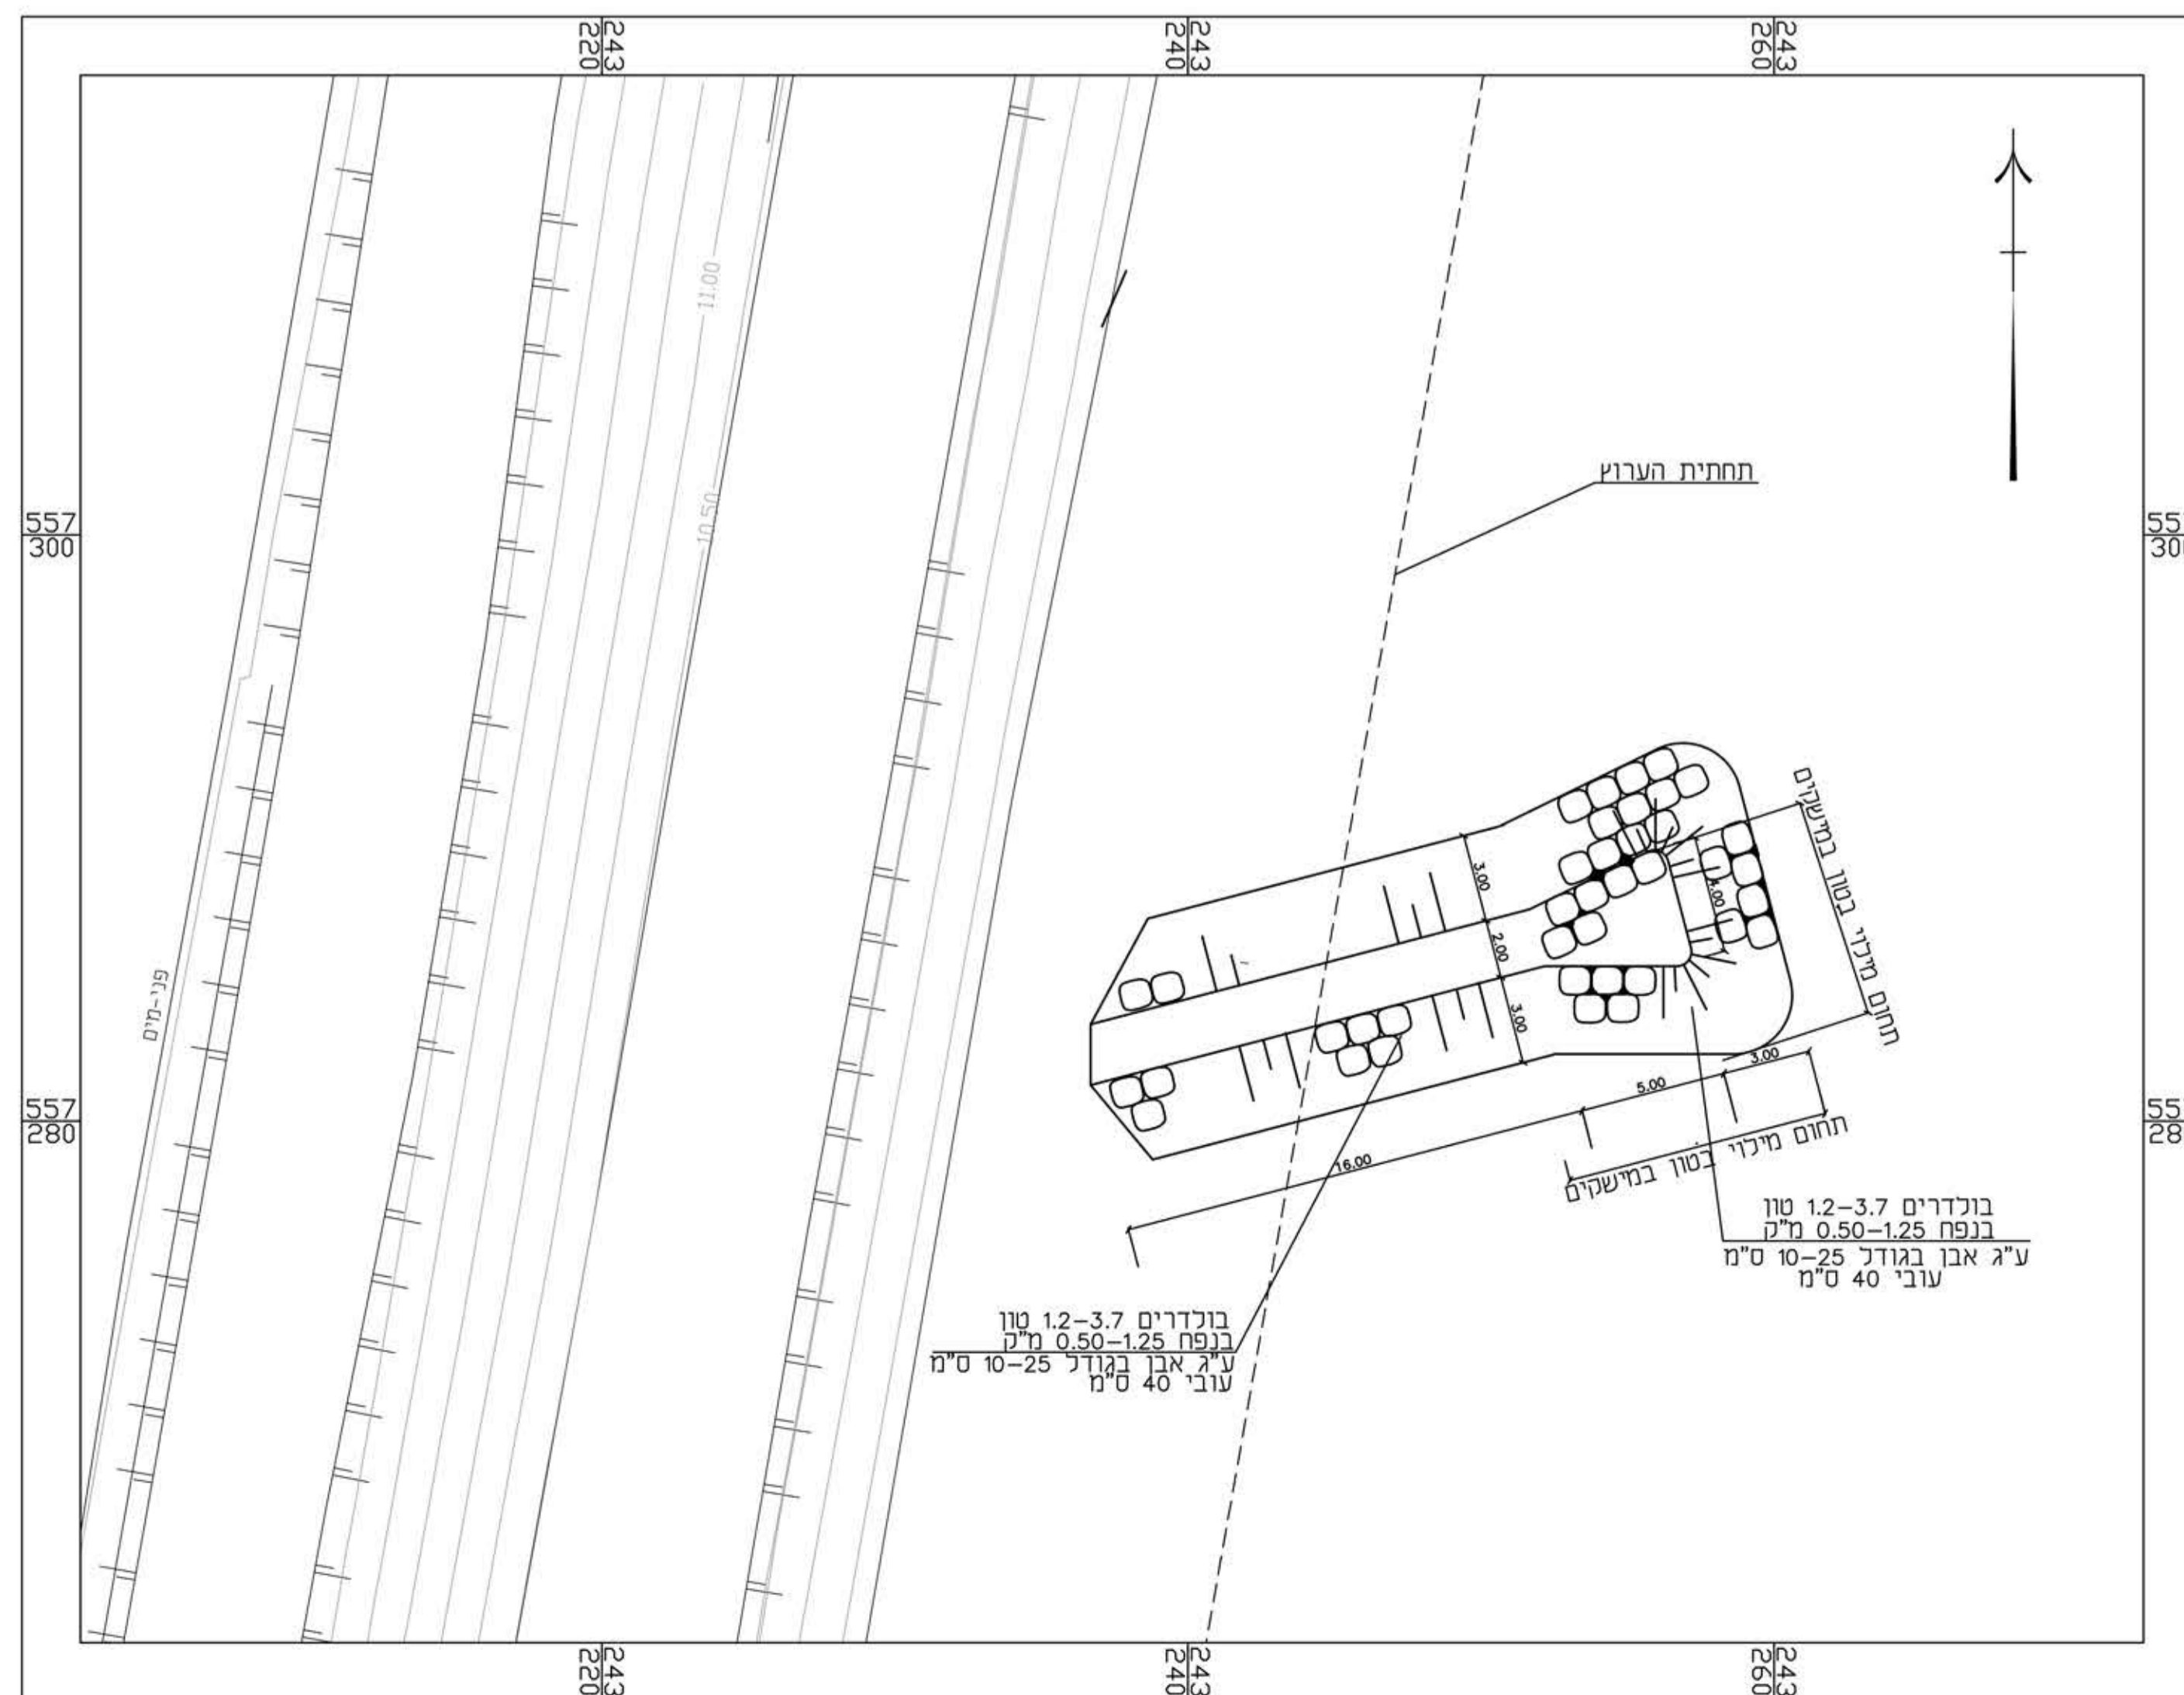 243
220
243
240
243
260
11.00
תחתית הערוץ
10.50
557
300
55
30
תחום מילוי בטון במישקים
3.00
4.00
2.00
פני-מים
3.00
3.00
5.00
557
280
55
28
תחום מילוי בטון במישקים
16.00
בולדרים 1.2-3.7 טון
בנפח 0.50-1.25 מ"ק
ע"ג אבן בגודל 10-25 ס"מ
עובי 40 ס"מ
בולדרים 1.2-3.7 טון
בנפח 0.50-1.25 מ"ק
ע"ג אבן בגודל 10-25 ס"מ
עובי 40 ס"מ
243
220
243
240
243
260